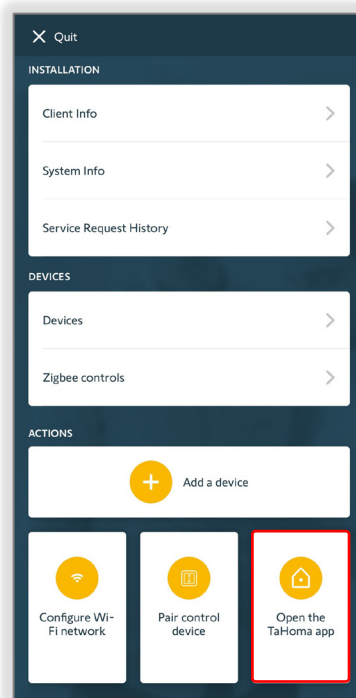 Quit
INSTALLATION
Client Info
System Info
Service Request History
DEVICES
Devices
Zigbee controls
ACTIONS
Add a device
Configure Wi-
Fi network
Pair control
device
Open the
TaHoma app